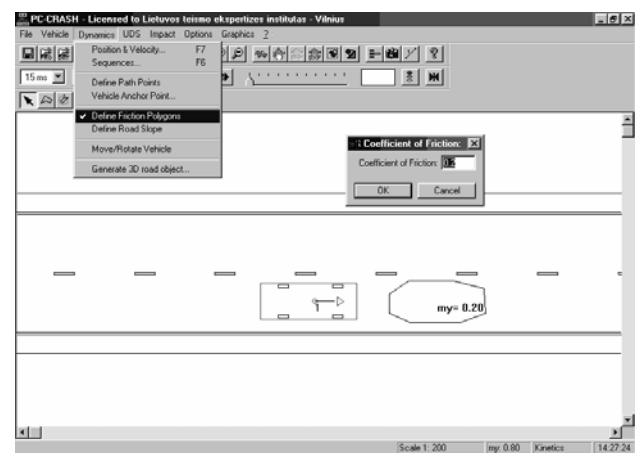 PC-CRASH - Licensed to Lietuvos teismo ekspertizes institutas - Vilnius
File Vehicle Dynamics UDS Impact Options Graphics ?
Position & Velocity... F7
Sequences... F6
15 ms
Define Path Points
Vehicle Anchor Point...
✓ Define Friction Polygons
Define Road Slope
Move/Rotate Vehicle
Generate 3D road object...
Coefficient of Friction:
Coefficient of Friction:
OK Cancel
1
my= 0.20
Scale 1: 200 my: 0.80 Kinetics 14:27:24